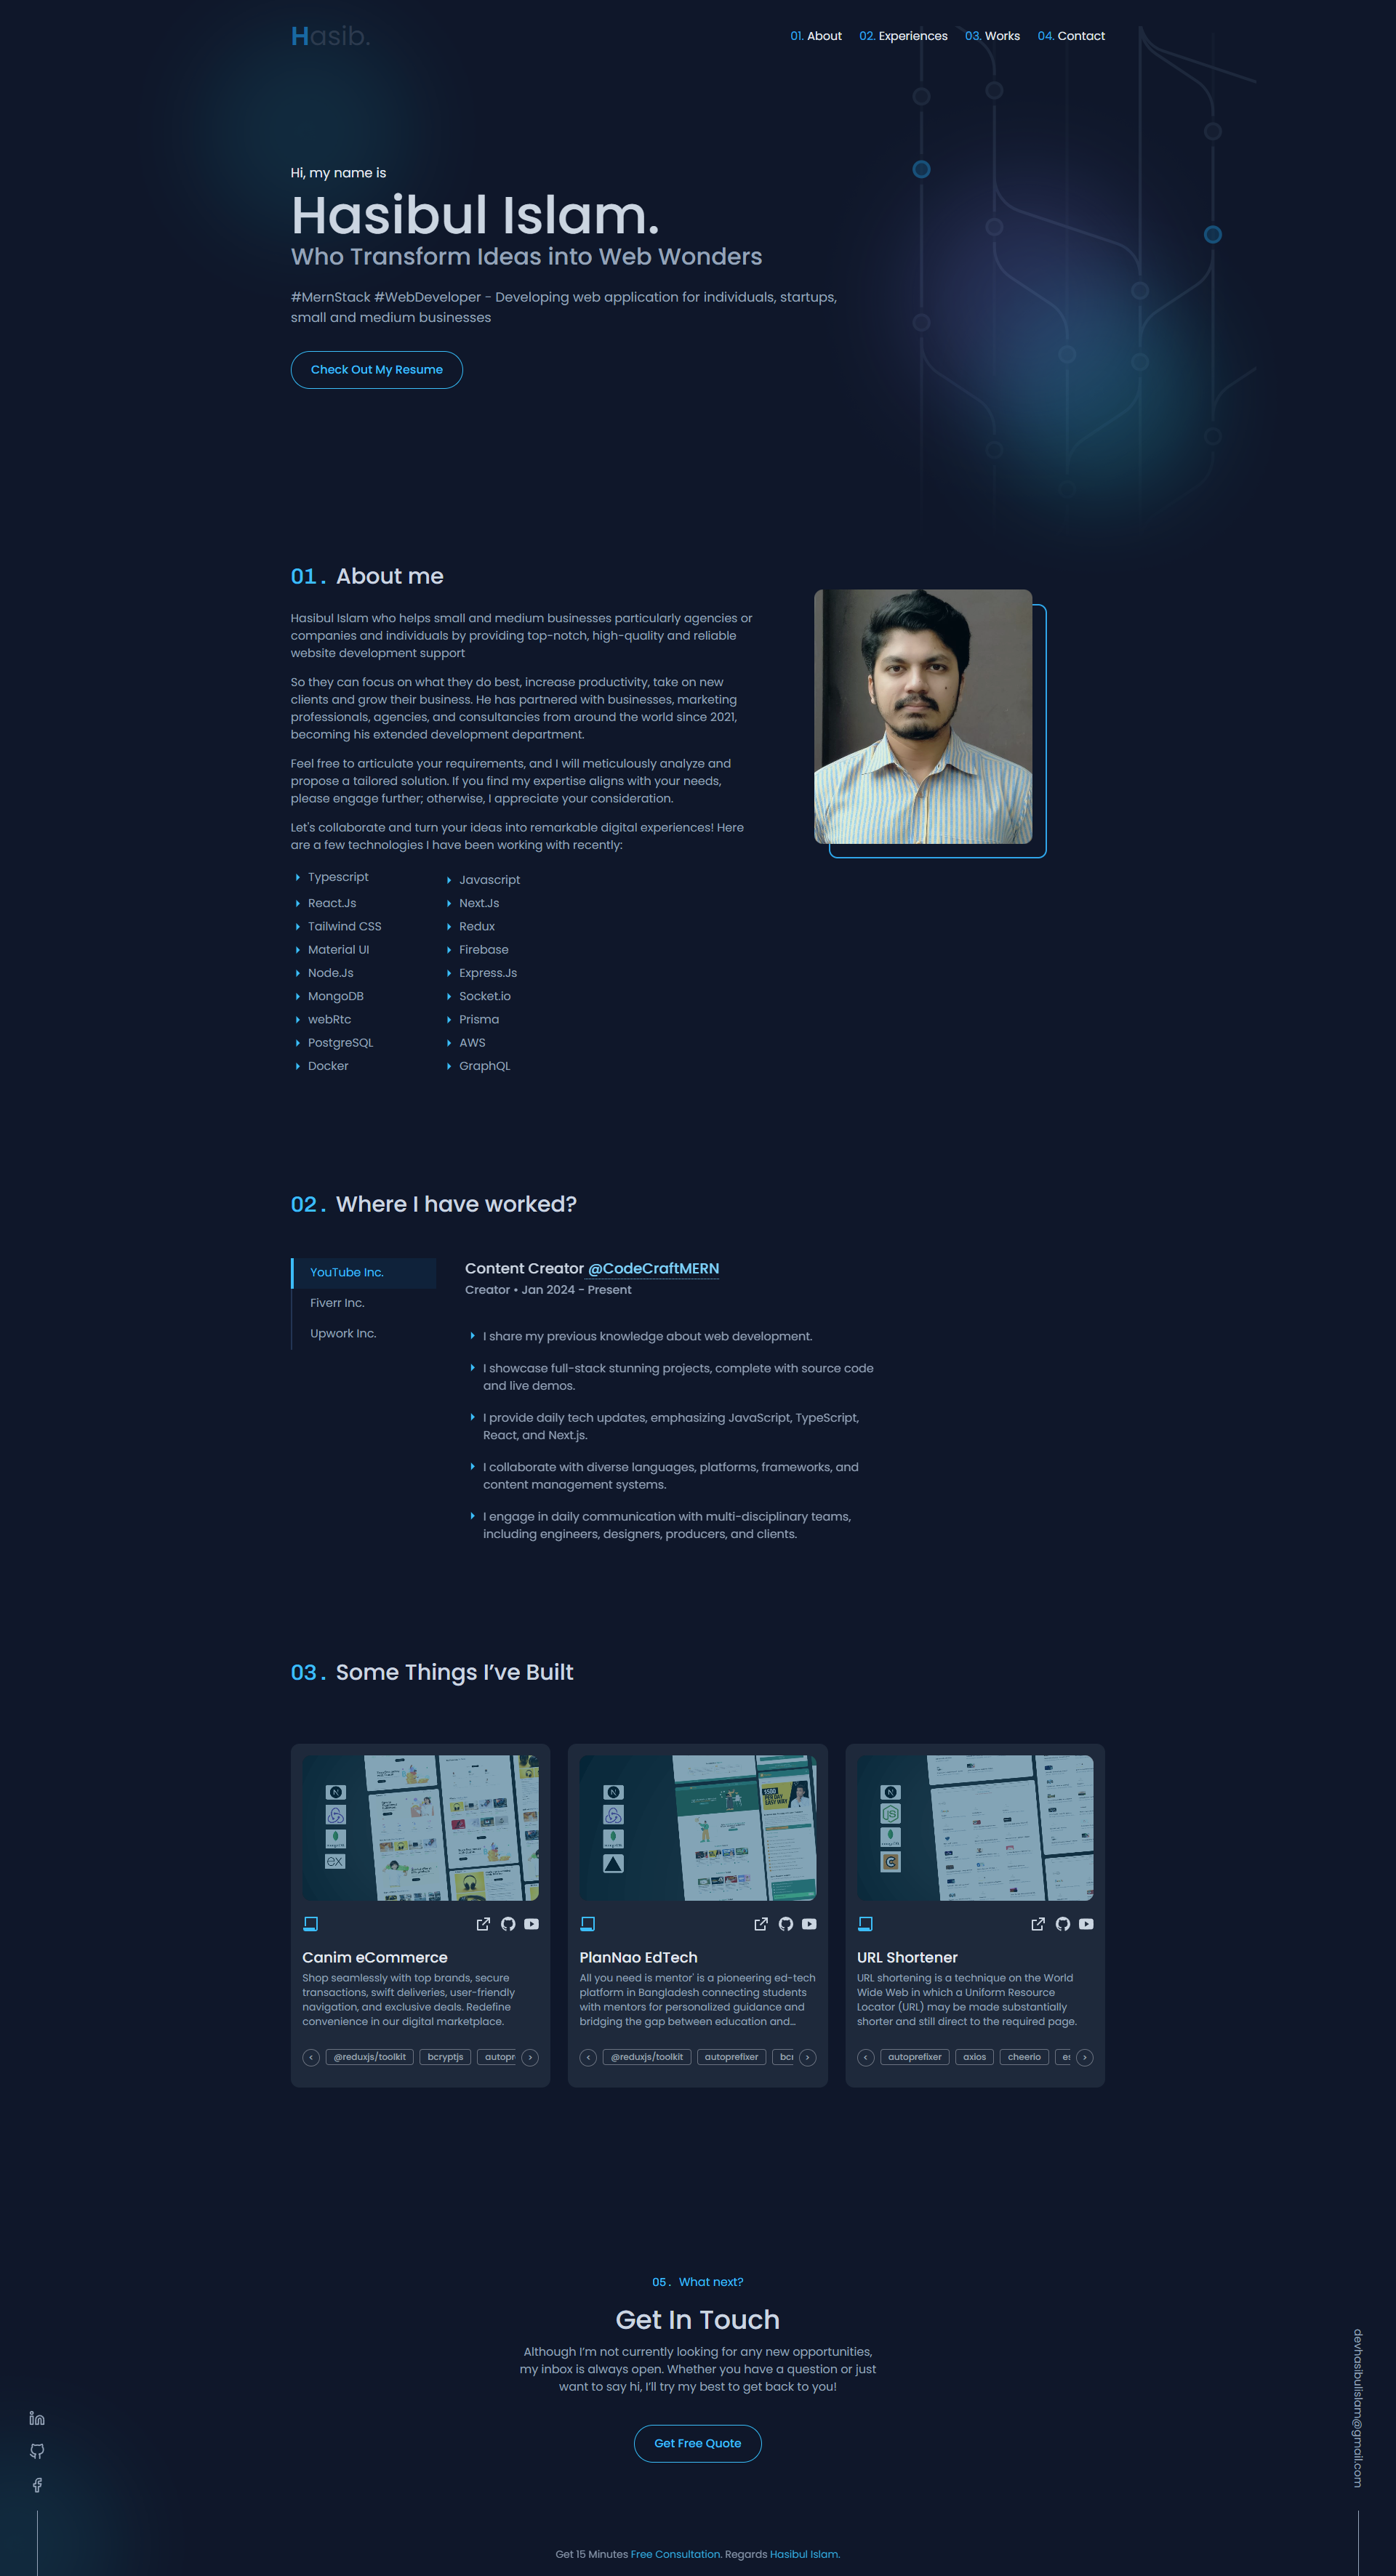 Hasib.
01. About 02. Experiences 03. Works 04. Contact
Hi, my name is
Hasibul Islam.
Who Transform Ideas into Web Wonders
#MernStack #WebDeveloper - Developing web application for individuals, startups,
small and medium businesses
Check Out My Resume
01. About me
Hasibul Islam who helps small and medium businesses particularly agencies or
companies and individuals by providing top-notch, high-quality and reliable
website development support
So they can focus on what they do best, increase productivity, take on new
clients and grow their business. He has partnered with businesses, marketing
professionals, agencies, and consultancies from around the world since 2021,
becoming his extended development department.
Feel free to articulate your requirements, and I will meticulously analyze and
propose a tailored solution. If you find my expertise aligns with your needs,
please engage further; otherwise, I appreciate your consideration.
Let's collaborate and turn your ideas into remarkable digital experiences! Here
are a few technologies I have been working with recently:
Typescript
Javascript
React.Js
Next.Js
Tailwind CSS
Redux
Material UI
Firebase
Node.Js
Express.Js
MongoDB
Socket.io
webRtc
Prisma
PostgreSQL
AWS
Docker
GraphQL
02. Where I have worked?
YouTube Inc.
Fiverr Inc.
Upwork Inc.
Content Creator @CodeCraftMERN
Creator • Jan 2024 - Present
I share my previous knowledge about web development.
I showcase full-stack stunning projects, complete with source code
and live demos.
I provide daily tech updates, emphasizing JavaScript, TypeScript,
React, and Next.js.
I collaborate with diverse languages, platforms, frameworks, and
content management systems.
I engage in daily communication with multi-disciplinary teams,
including engineers, designers, producers, and clients.
03. Some Things I've Built
Canim eCommerce
Shop seamlessly with top brands, secure
transactions, swift deliveries, user-friendly
navigation, and exclusive deals. Redefine
convenience in our digital marketplace.
@reduxjs/toolkit bcryptjs autopr
PlanNao EdTech
All you need is mentor' is a pioneering ed-tech
platform in Bangladesh connecting students
with mentors for personalized guidance and
bridging the gap between education and...
@reduxjs/toolkit autoprefixer bcr
URL Shortener
URL shortening is a technique on the World
Wide Web in which a Uniform Resource
Locator (URL) may be made substantially
shorter and still direct to the required page.
autoprefixer axios cheerio es
05. What next?
Get In Touch
Although I'm not currently looking for any new opportunities,
my inbox is always open. Whether you have a question or just
want to say hi, I'll try my best to get back to you!
Get Free Quote
devhasibulislam@gmail.com
Get 15 Minutes Free Consultation. Regards Hasibul Islam.